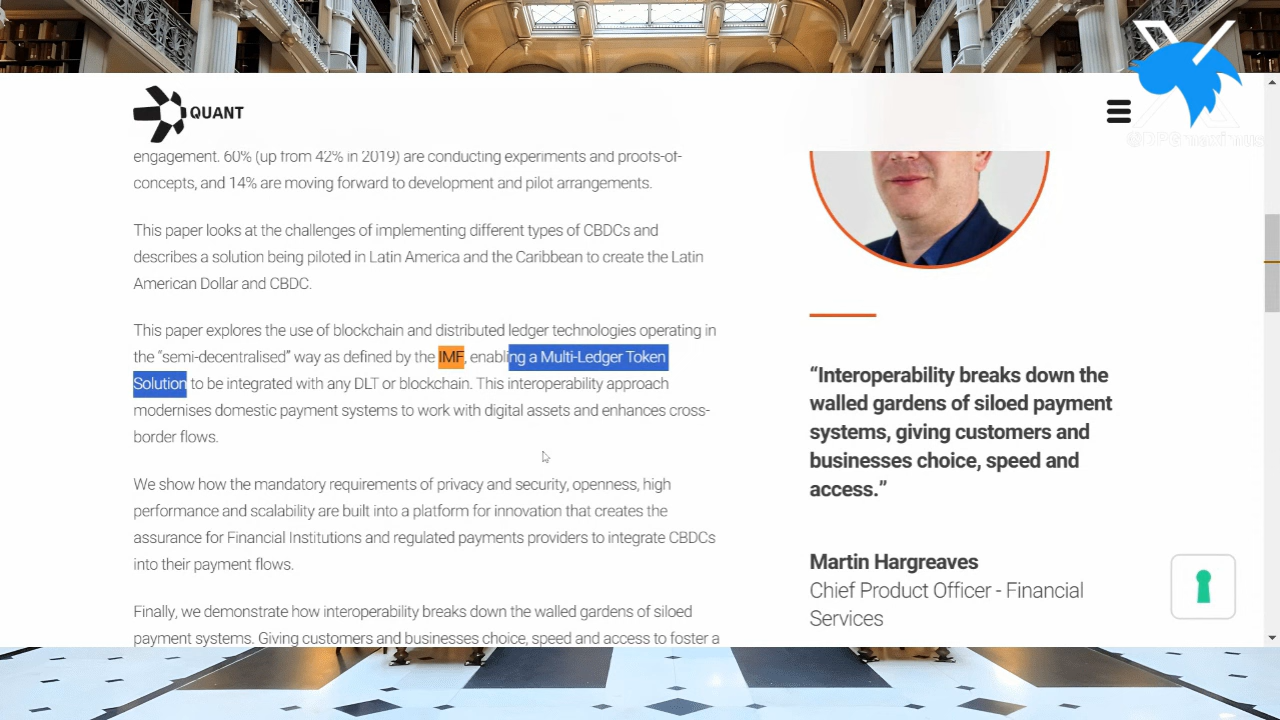 QUANT
engagement. 60% (up from 42% in 2019) are conducting experiments and proofs-of-
concepts, and 14% are moving forward to development and pilot arrangements.
This paper looks at the challenges of implementing different types of CBDCs and
describes a solution being piloted in Latin America and the Caribbean to create the Latin
American Dollar and CBDC.
This paper explores the use of blockchain and distributed ledger technologies operating in
the “semi-decentralised” way as defined by the IMF, enabling a Multi-Ledger Token
Solution to be integrated with any DLT or blockchain. This interoperability approach
modernises domestic payment systems to work with digital assets and enhances cross-
border flows.
We show how the mandatory requirements of privacy and security, openness, high
performance and scalability are built into a platform for innovation that creates the
assurance for Financial Institutions and regulated payments providers to integrate CBDCs
into their payment flows.
Finally, we demonstrate how interoperability breaks down the walled gardens of siloed
payment systems. Giving customers and businesses choice, speed and access to foster a
“Interoperability breaks down the
walled gardens of siloed payment
systems, giving customers and
businesses choice, speed and
access.”
Martin Hargreaves
Chief Product Officer - Financial
Services